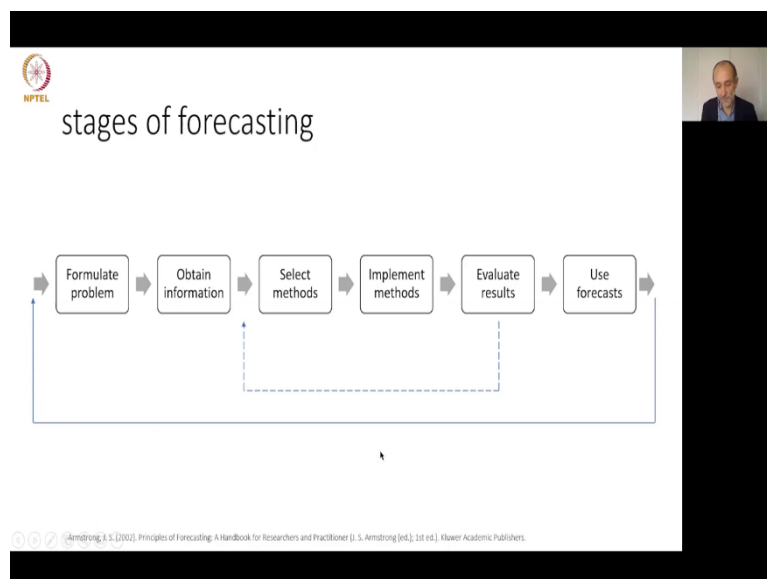 NPTEL
stages of forecasting
Formulate
problem
Obtain
information
Select
methods
Implement
methods
Evaluate
results
Use
forecasts
Armstrong, J. S. (2002). Principles of Forecasting: A Handbook for Researchers and Practitioner (J. S. Armstrong (ed.); 1st ed.). Kluwer Academic Publishers.